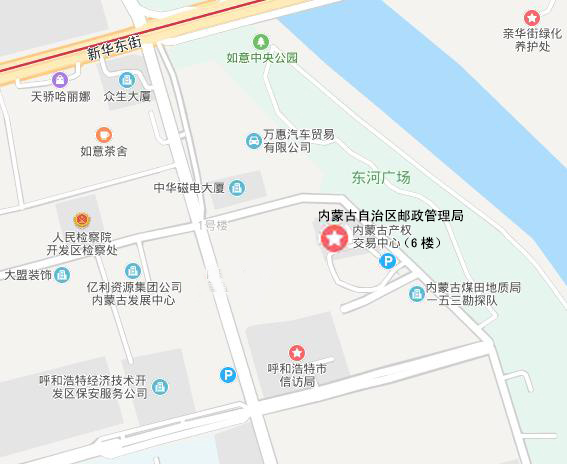 亲华街绿化
养护处
新华东街
如意中央公园
天骄哈丽娜
众生大厦
万惠汽车贸易
有限公司
如意茶舍
东河广场
中华磁电大厦
1号楼
内蒙古自治区邮政管理局
内蒙古产权
交易中心（6 楼）
人民检察院
开发区检察处
P
大盟装饰
亿利资源集团公司
内蒙古发展中心
内蒙古煤田地质局
一五三勘探队
呼和浩特市
信访局
P
呼和浩特经济技术开
发区保安服务公司